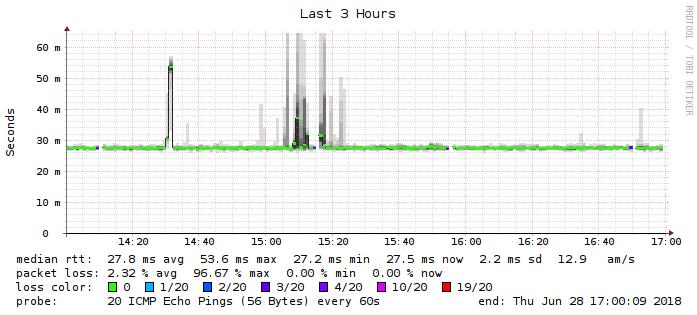 Last 3 Hours
RRDTOOL / TOBI OETIKER
Seconds
60 m
50 m
40 m
30 m
20 m
10 m
0
14:20 14:40 15:00 15:20 15:40 16:00 16:20 16:40 17:00
median rtt: 27.8 ms avg 53.6 ms max 27.2 ms min 27.5 ms now 2.2 ms sd 12.9 am/s
packet loss: 2.32 % avg 96.67 % max 0.00 % min 0.00 % now
loss color: 0 1/20 2/20 3/20 4/20 10/20 19/20
probe: 20 ICMP Echo Pings (56 Bytes) every 60s end: Thu Jun 28 17:00:09 2018